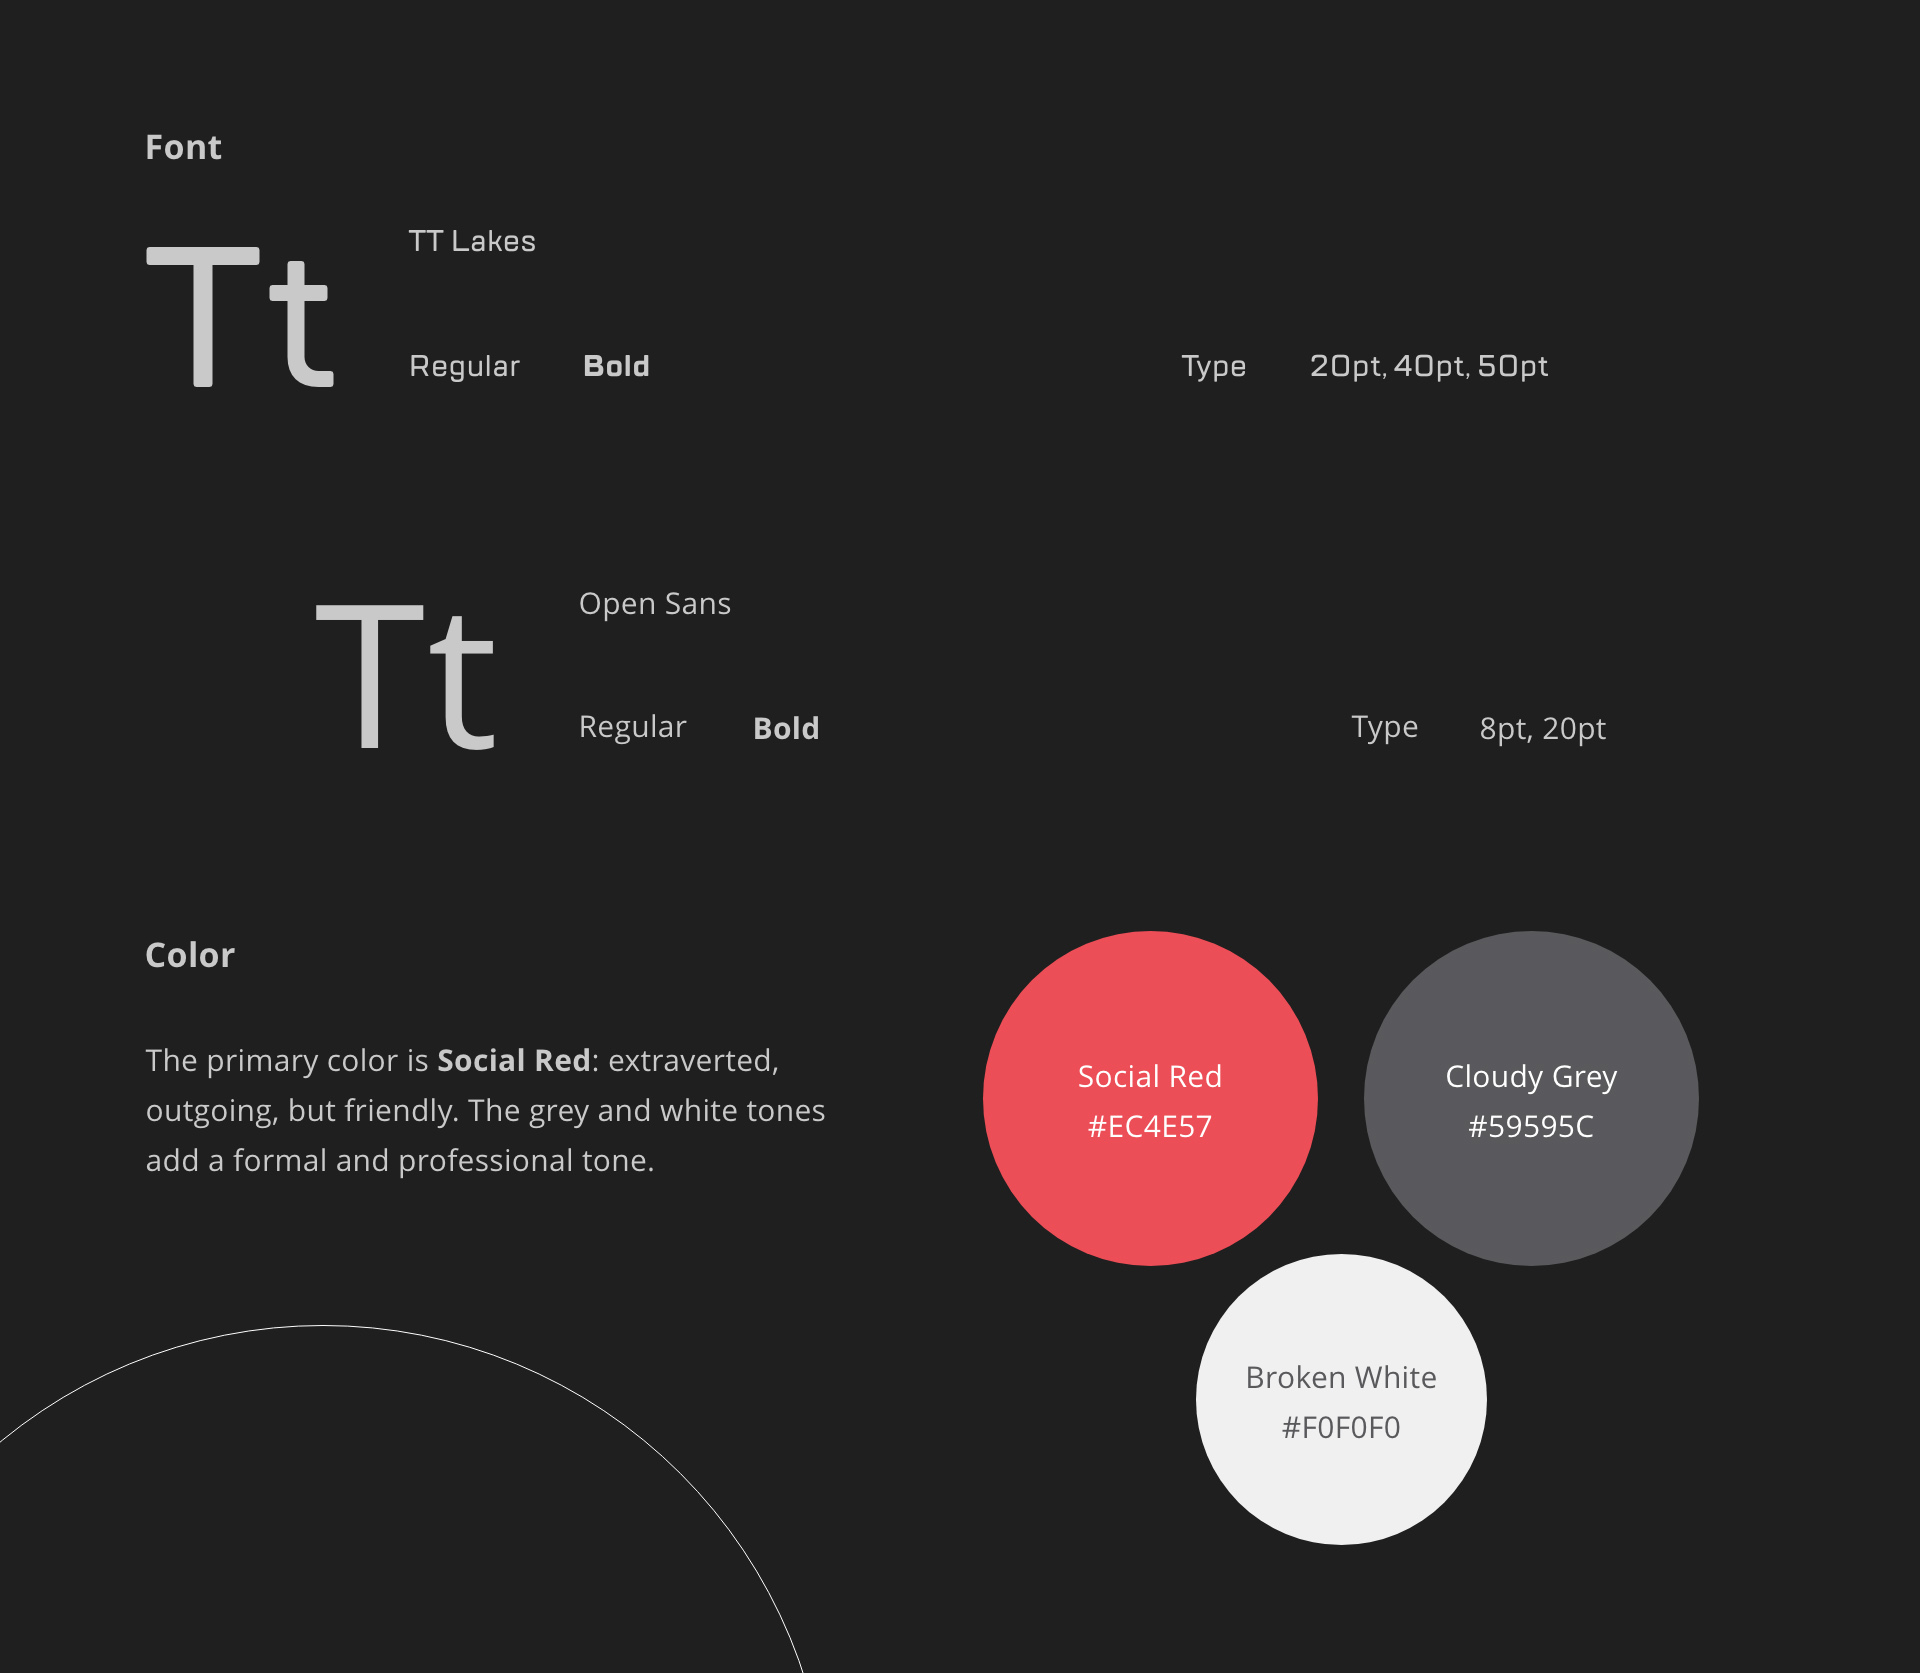 Font
Tt
TT Lakes
Regular Bold Type 20pt, 40pt, 50pt
Tt
Open Sans
Regular Bold Type 8pt, 20pt
Color
The primary color is Social Red: extraverted,
outgoing, but friendly. The grey and white tones
add a formal and professional tone.
Social Red
#EC4E57
Cloudy Grey
#59595C
Broken White
#F0F0F0